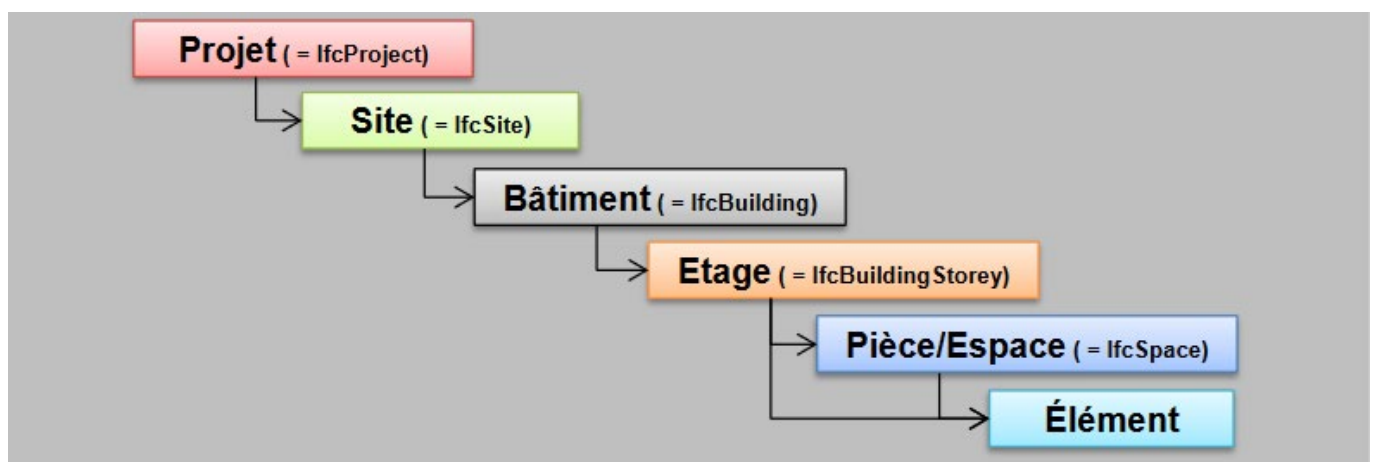 Projet ( = IfcProject)
Site ( = IfcSite)
Bâtiment ( = IfcBuilding)
Etage ( = IfcBuildingStorey)
Pièce/Espace ( = IfcSpace)
Élément